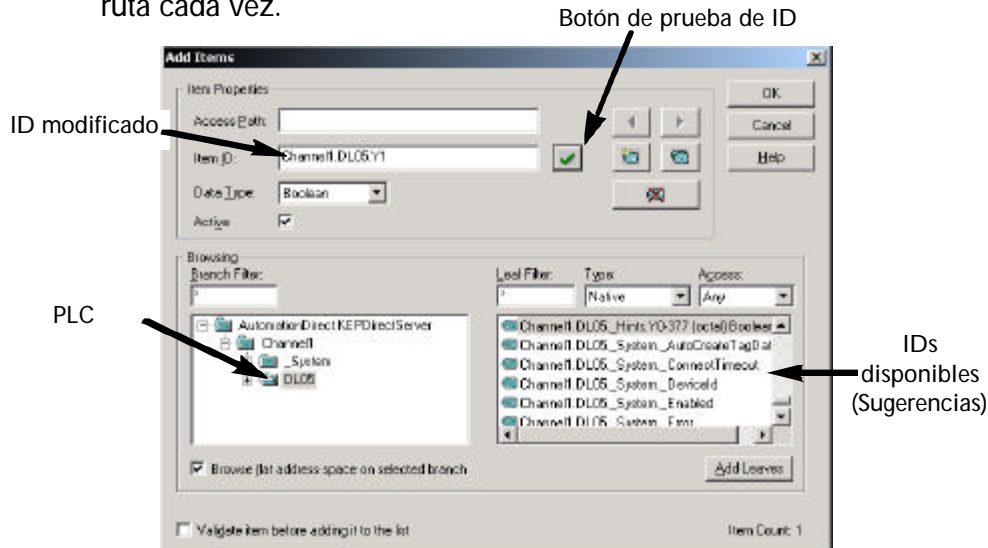 ruta cada vez.
Botón de prueba de ID
Add Items
Item Properties
OK
Access Path:
ID modificado
Cancel
Item ID:
Channel1.DL05.Y1
Help
Data Type:
Boolean
Active
Browsing
Branch Filter:
Leaf Filter:
Type:
Access:
*
*
Native
Any
PLC
AutomationDirect.KEPDirectServer
Channel1
_System
DL05
Channel1.DL05._Hints.Y0-377 (octal)Boolean
Channel1.DL05._System._AutoCreateTagDat
Channel1.DL05._System._ConnectTimeout
Channel1.DL05._System._DeviceId
Channel1.DL05._System._Enabled
Channel1.DL05._System._Error
IDs
disponibles
(Sugerencias)
Browse flat address space on selected branch
Add Leaves
Validate item before adding it to the list
Item Count: 1